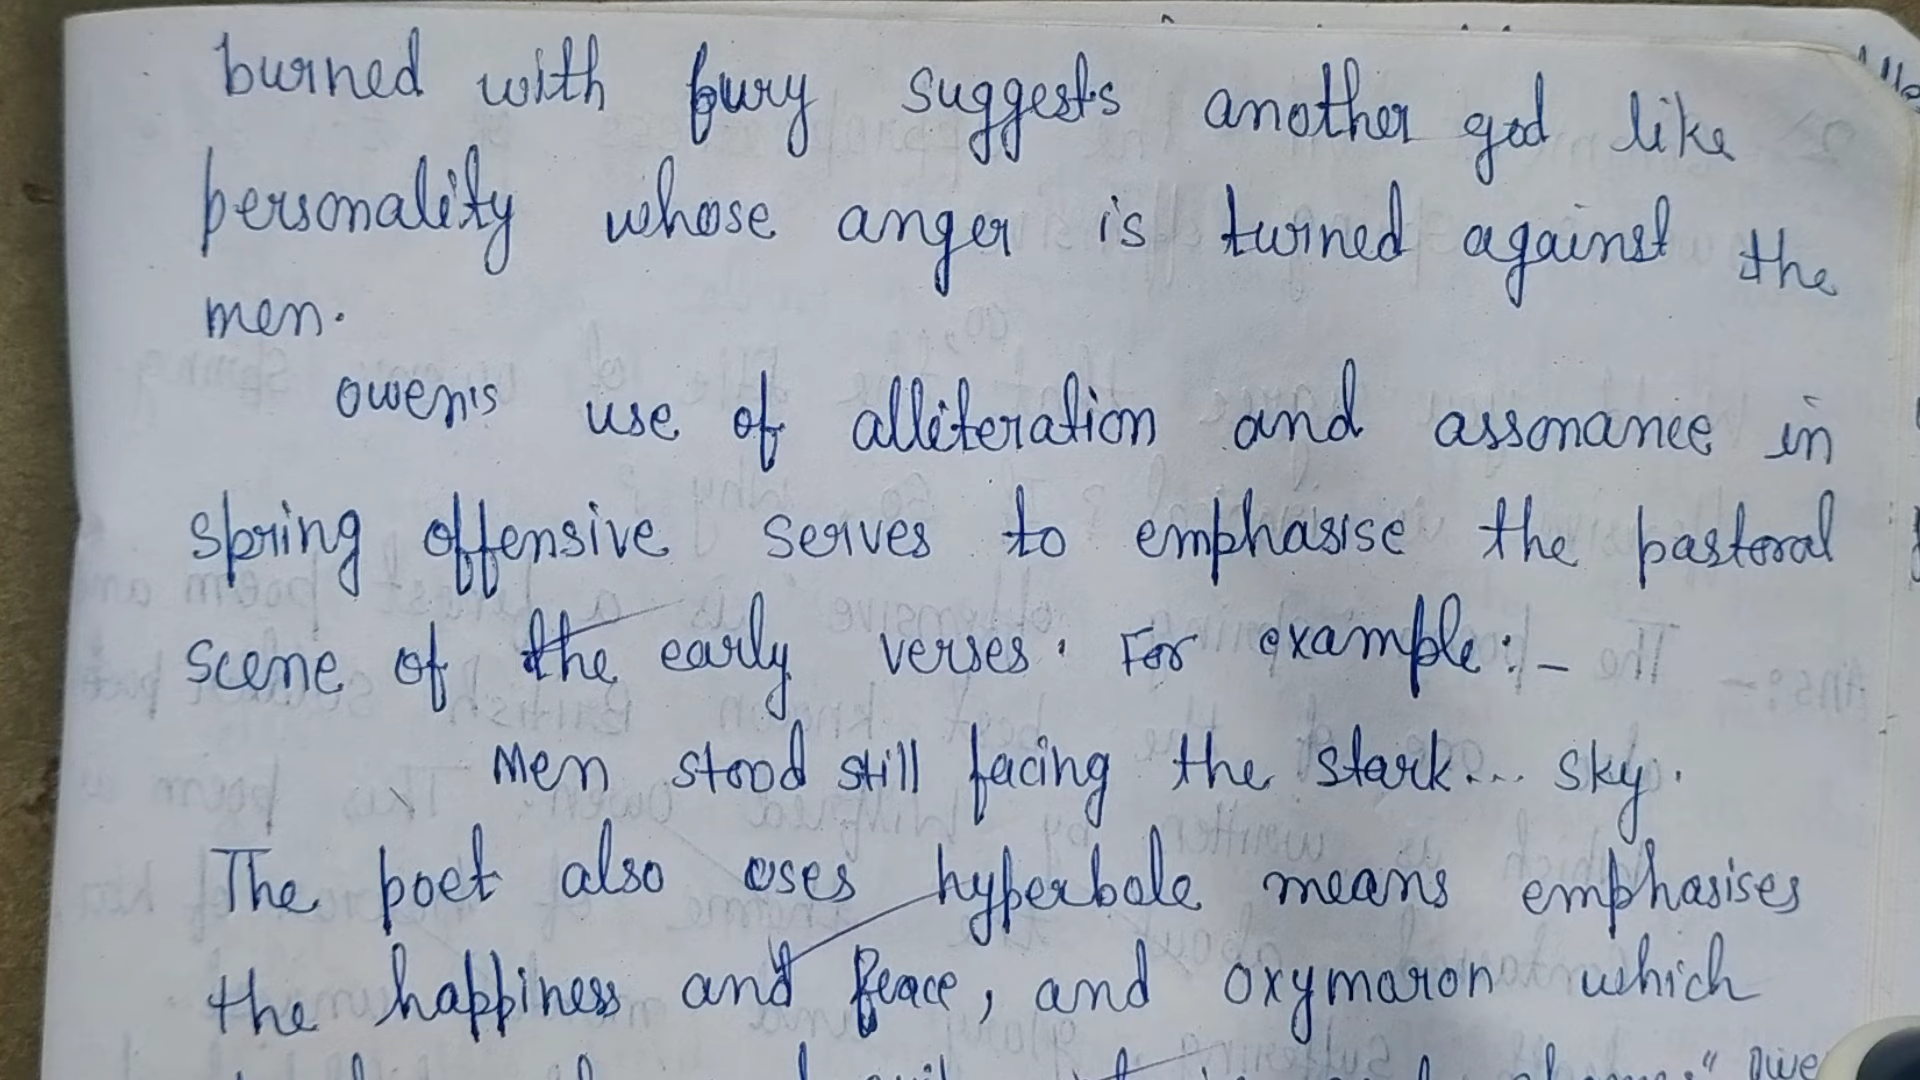 burned with fury suggests another god like
personality whose anger is turned against the
men.
Owen's use of alliteration and assonance in
spring offensive serves to emphasise the pastoral
scene of the early verses. For example:-
Men stood still facing the stark... sky.
The poet also uses hyperbole means emphasises
the happiness and Peace, and oxymoron which